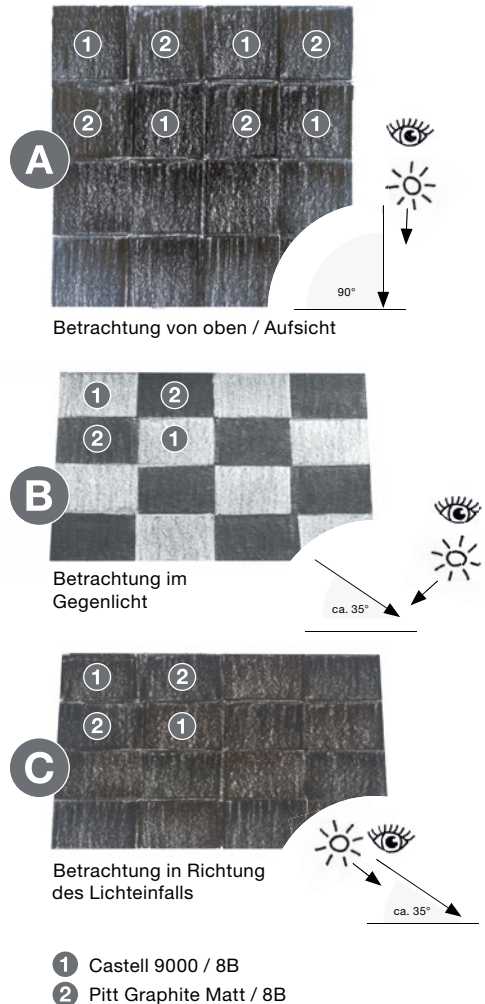 1 2 1 2
2 1 2 1
A
90°
Betrachtung von oben / Aufsicht
1 2
2 1
B
Betrachtung im
Gegenlicht
ca. 35°
1 2
2 1
C
Betrachtung in Richtung
des Lichteinfalls
ca. 35°
1 Castell 9000 / 8B
2 Pitt Graphite Matt / 8B